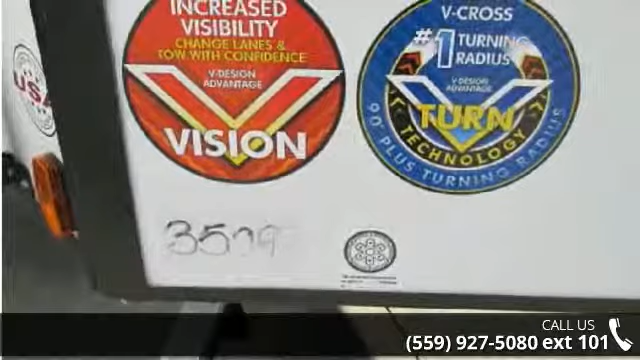 INCREASED
VISIBILITY
CHANGE LANES &
TOW WITH CONFIDENCE
V-DESIGN
ADVANTAGE
VISION
V-CROSS
#1 TURNING
RADIUS
V-DESIGN
ADVANTAGE
TURN
TECHNOLOGY
90° PLUS TURNING RADIUS
USA
CALL US
(559) 927-5080 ext 101